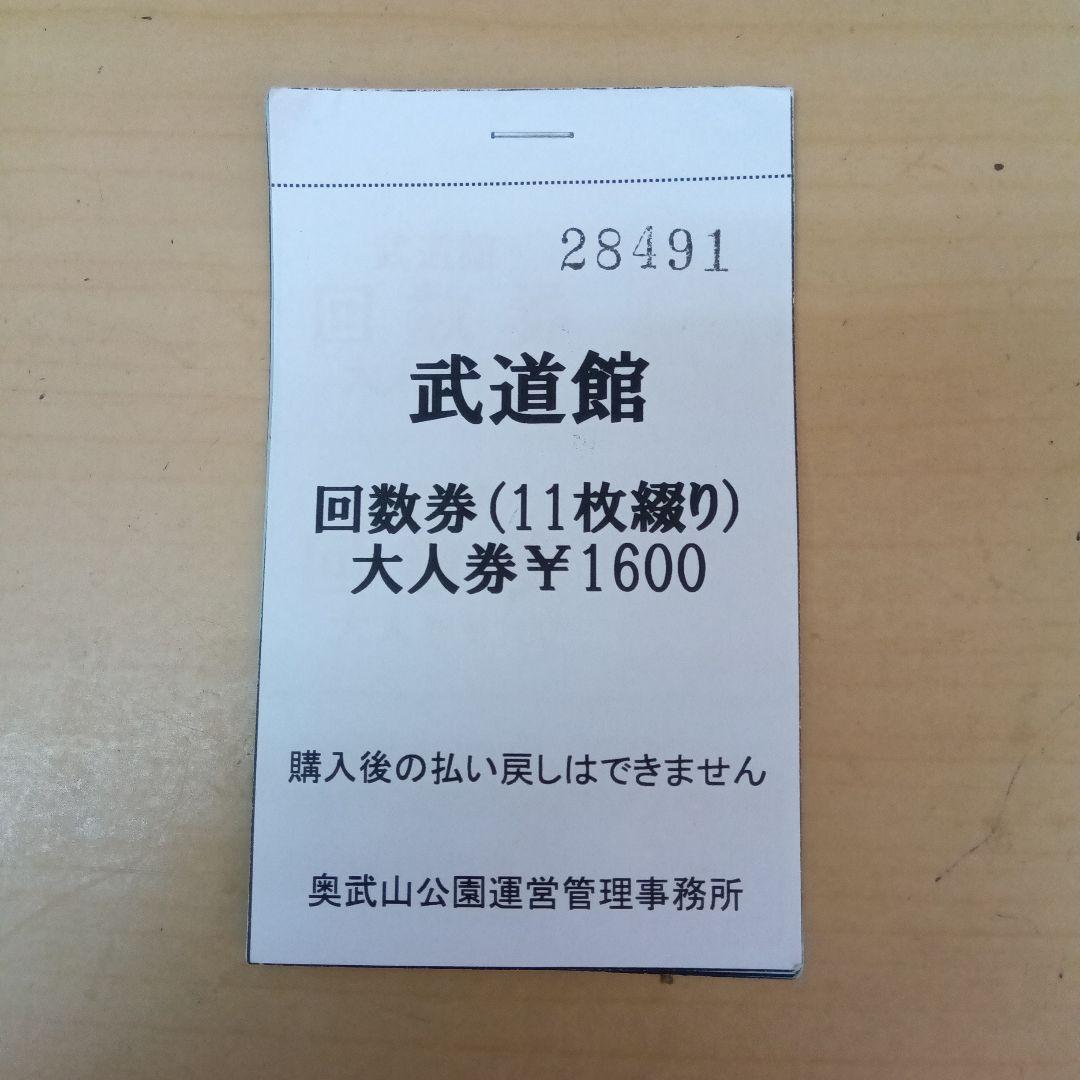 28491
武道館
回数券(11枚綴り)
大人券¥1600
購入後の払い戻しはできません
奥武山公園運営管理事務所